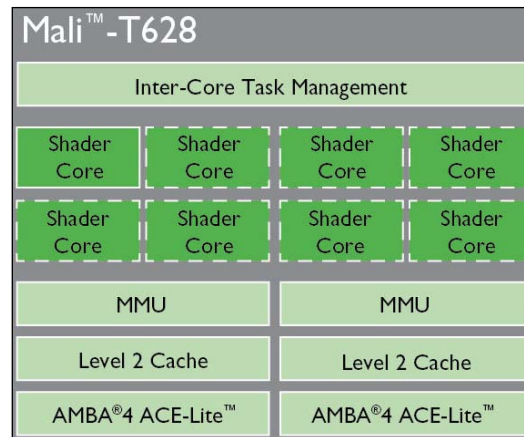 Mali™-T628
Inter-Core Task Management
Shader Core
Shader Core
Shader Core
Shader Core
Shader Core
Shader Core
Shader Core
Shader Core
MMU
MMU
Level 2 Cache
Level 2 Cache
AMBA®4 ACE-Lite™
AMBA®4 ACE-Lite™